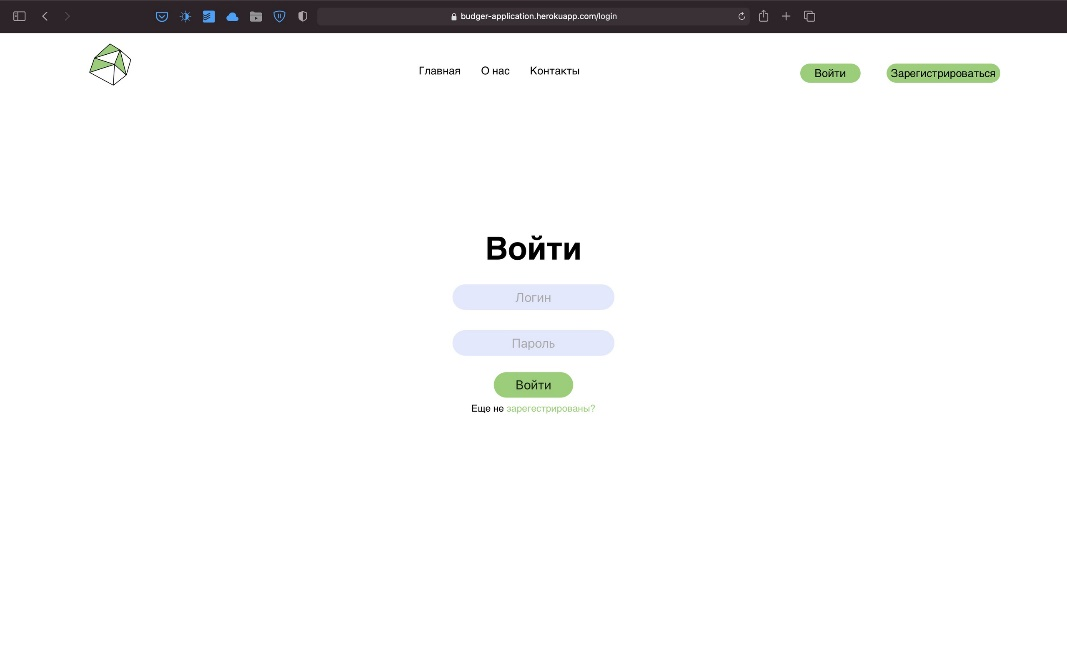 budger-application.herokuapp.com/login
Главная О нас Контакты Войти Зарегистрироваться
Войти
Логин
Пароль
Войти
Еще не зарегестрированы?